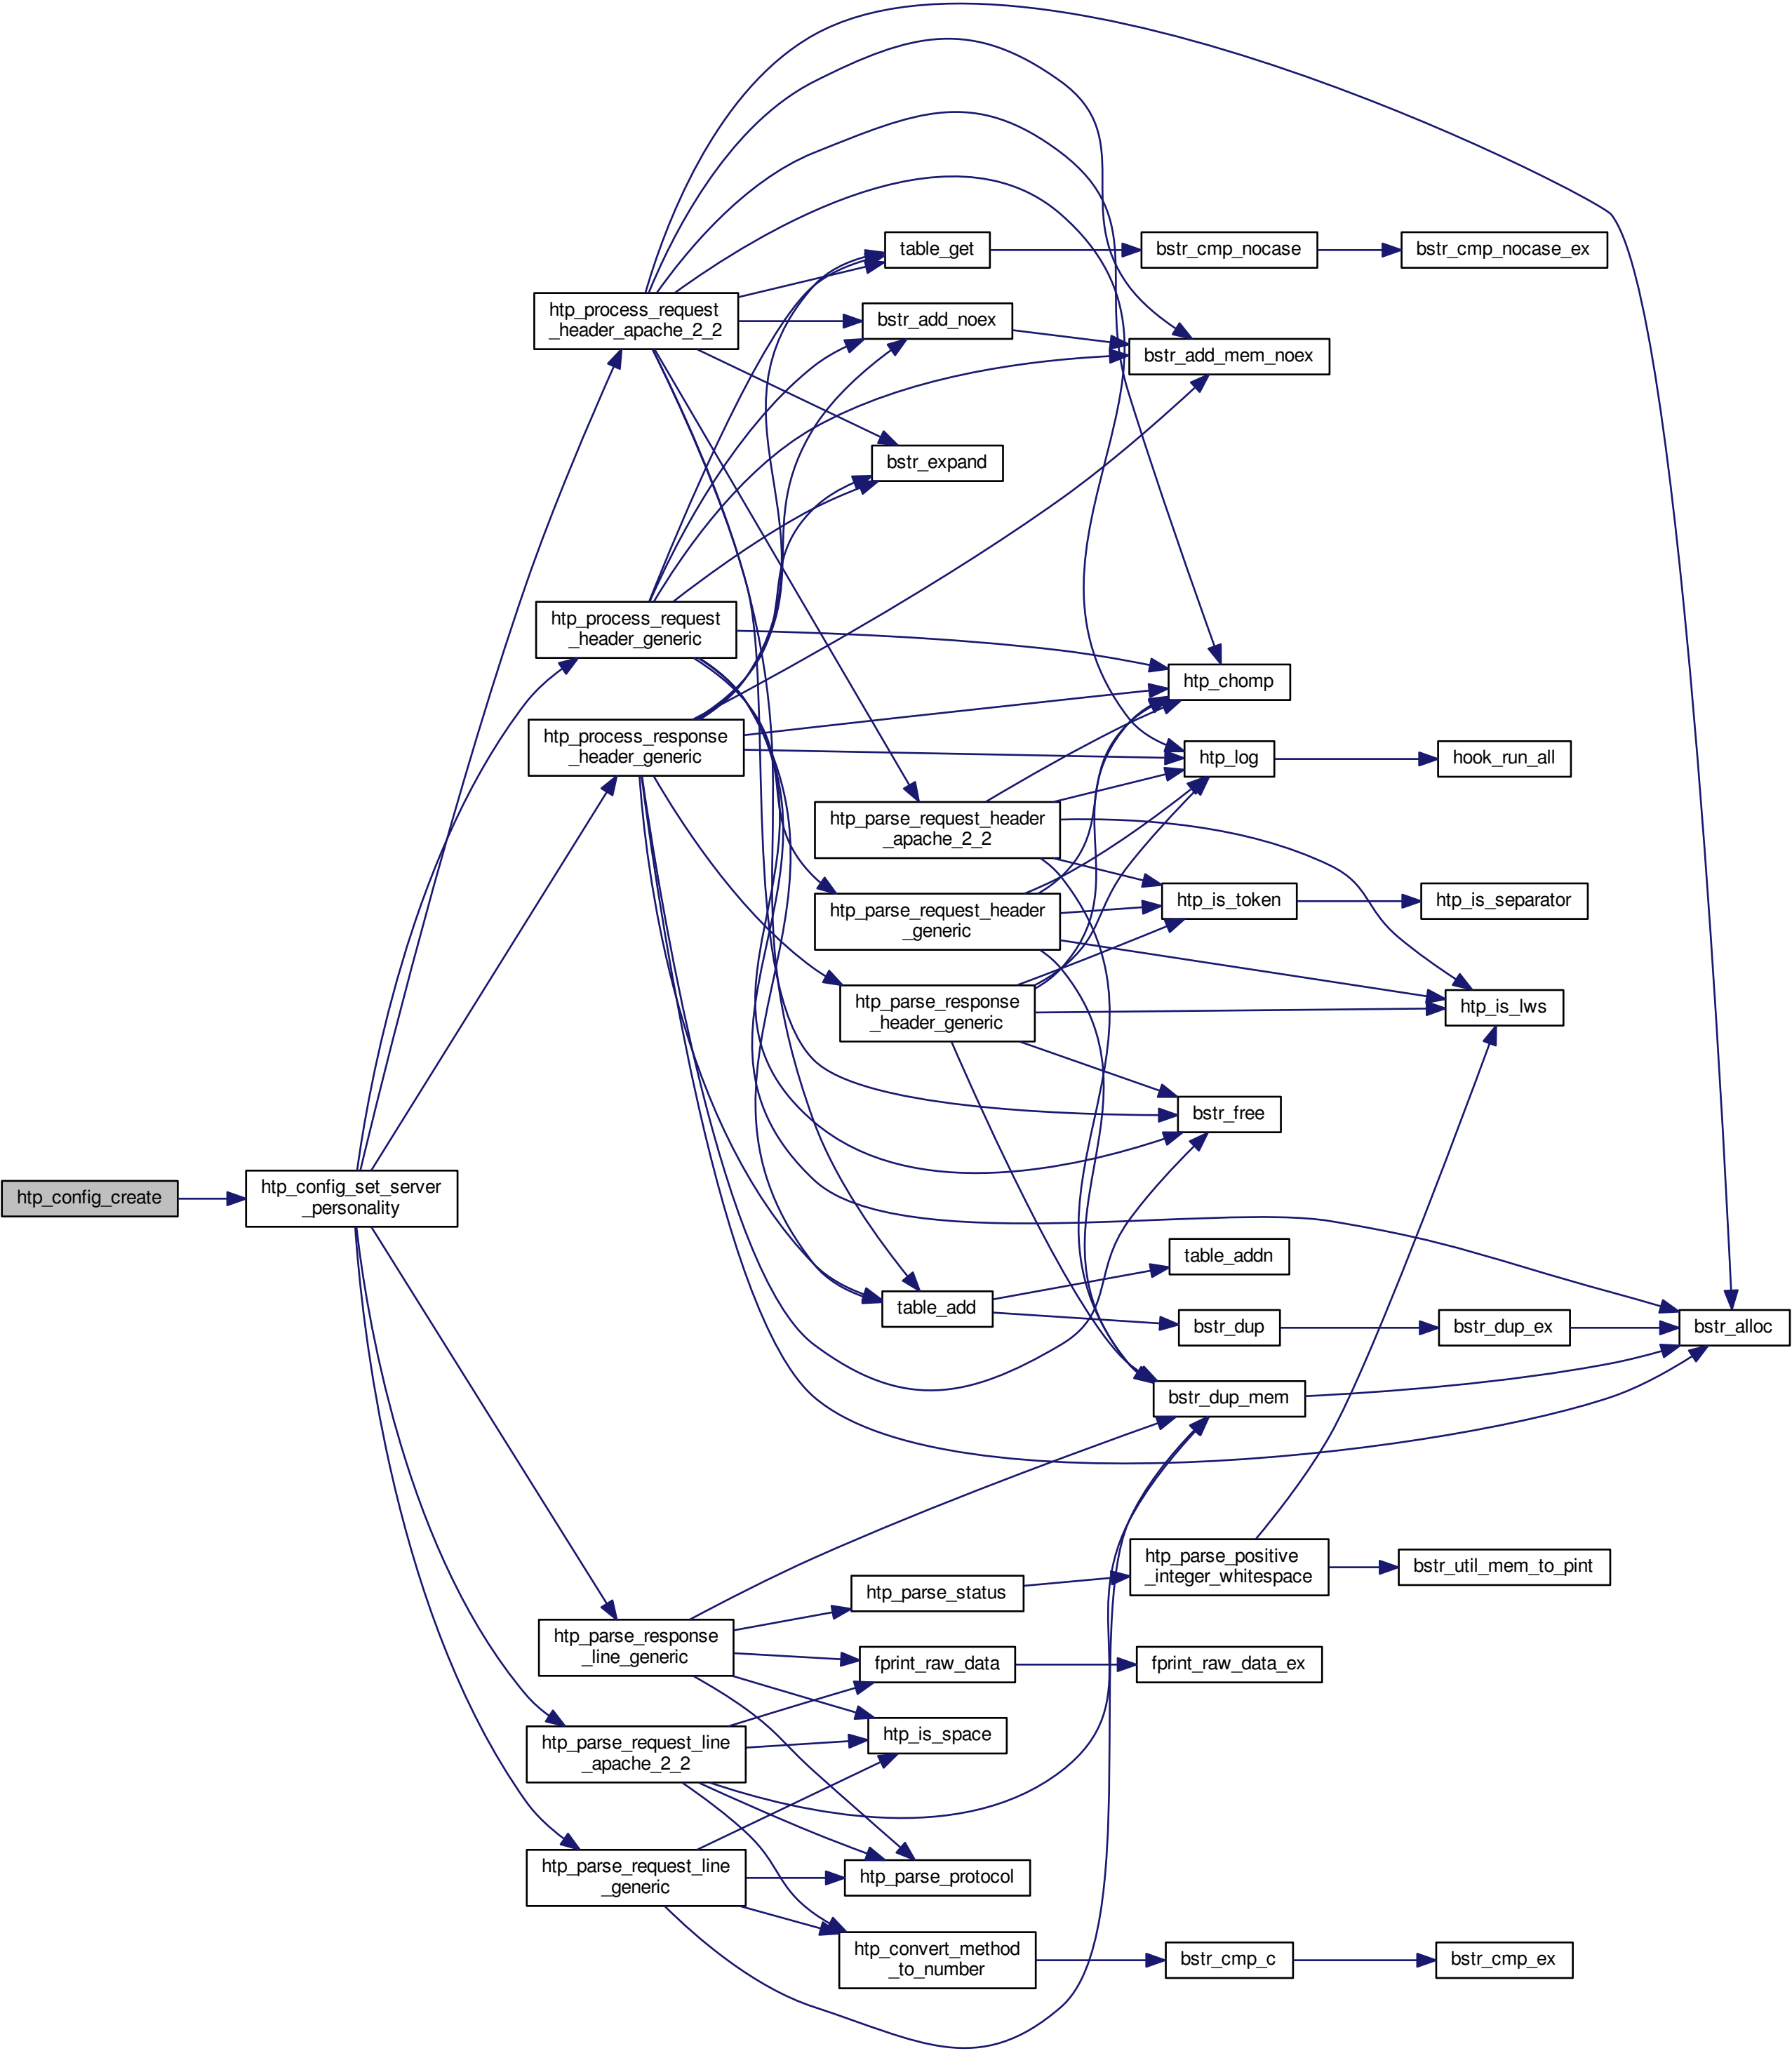 htp_config_create
htp_config_set_server
_personality
htp_process_request
_header_apache_2_2
htp_process_request
_header_generic
htp_process_response
_header_generic
htp_parse_response
_line_generic
htp_parse_request_line
_apache_2_2
htp_parse_request_line
_generic
table_get
bstr_add_noex
bstr_expand
htp_parse_request_header
_apache_2_2
htp_parse_request_header
_generic
htp_parse_response
_header_generic
table_add
htp_parse_status
fprint_raw_data
htp_is_space
htp_parse_protocol
htp_convert_method
_to_number
bstr_cmp_nocase
bstr_add_mem_noex
htp_chomp
htp_log
htp_is_token
bstr_free
table_addn
bstr_dup
bstr_dup_mem
htp_parse_positive
_integer_whitespace
fprint_raw_data_ex
bstr_cmp_c
bstr_cmp_nocase_ex
hook_run_all
htp_is_separator
htp_is_lws
bstr_dup_ex
bstr_util_mem_to_pint
bstr_cmp_ex
bstr_alloc